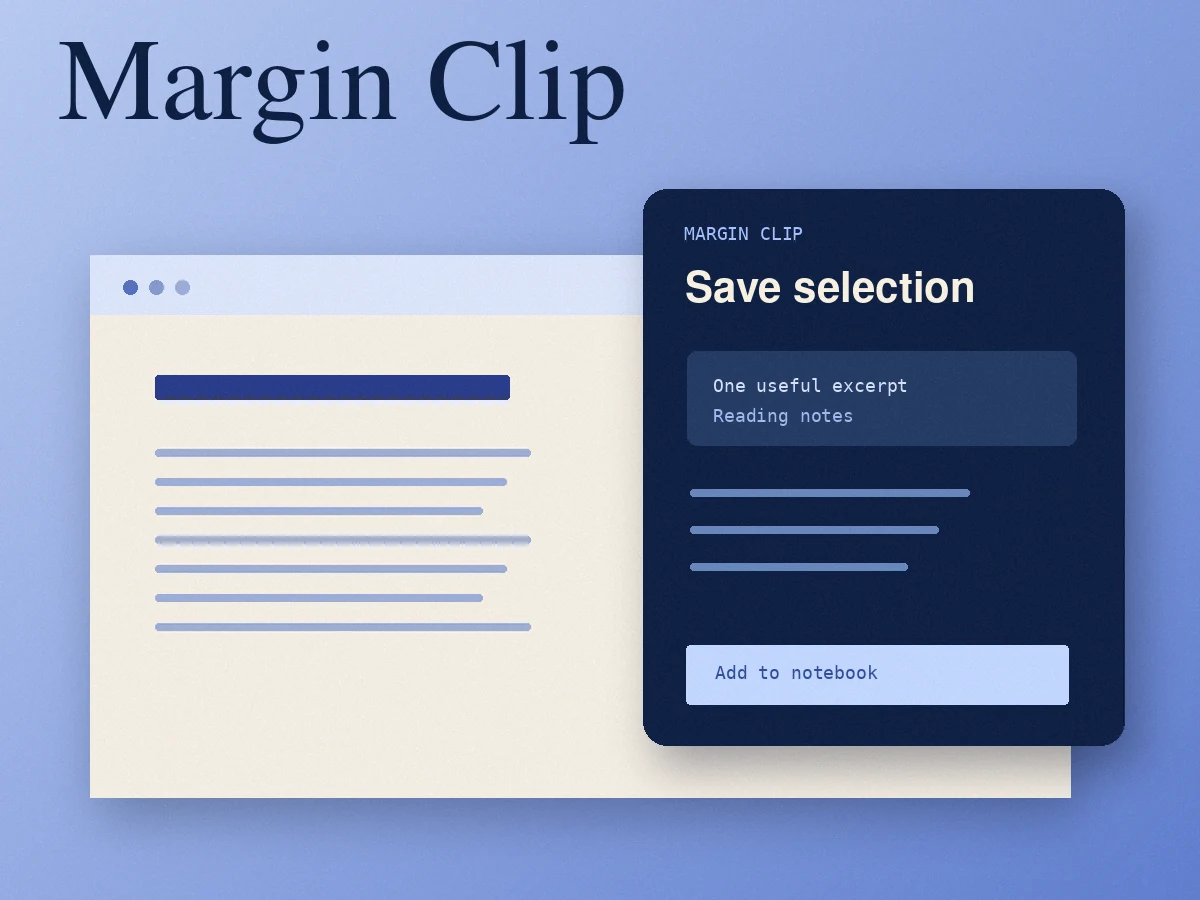 Margin Clip
MARGIN CLIP
Save selection
One useful excerpt
Reading notes
Add to notebook